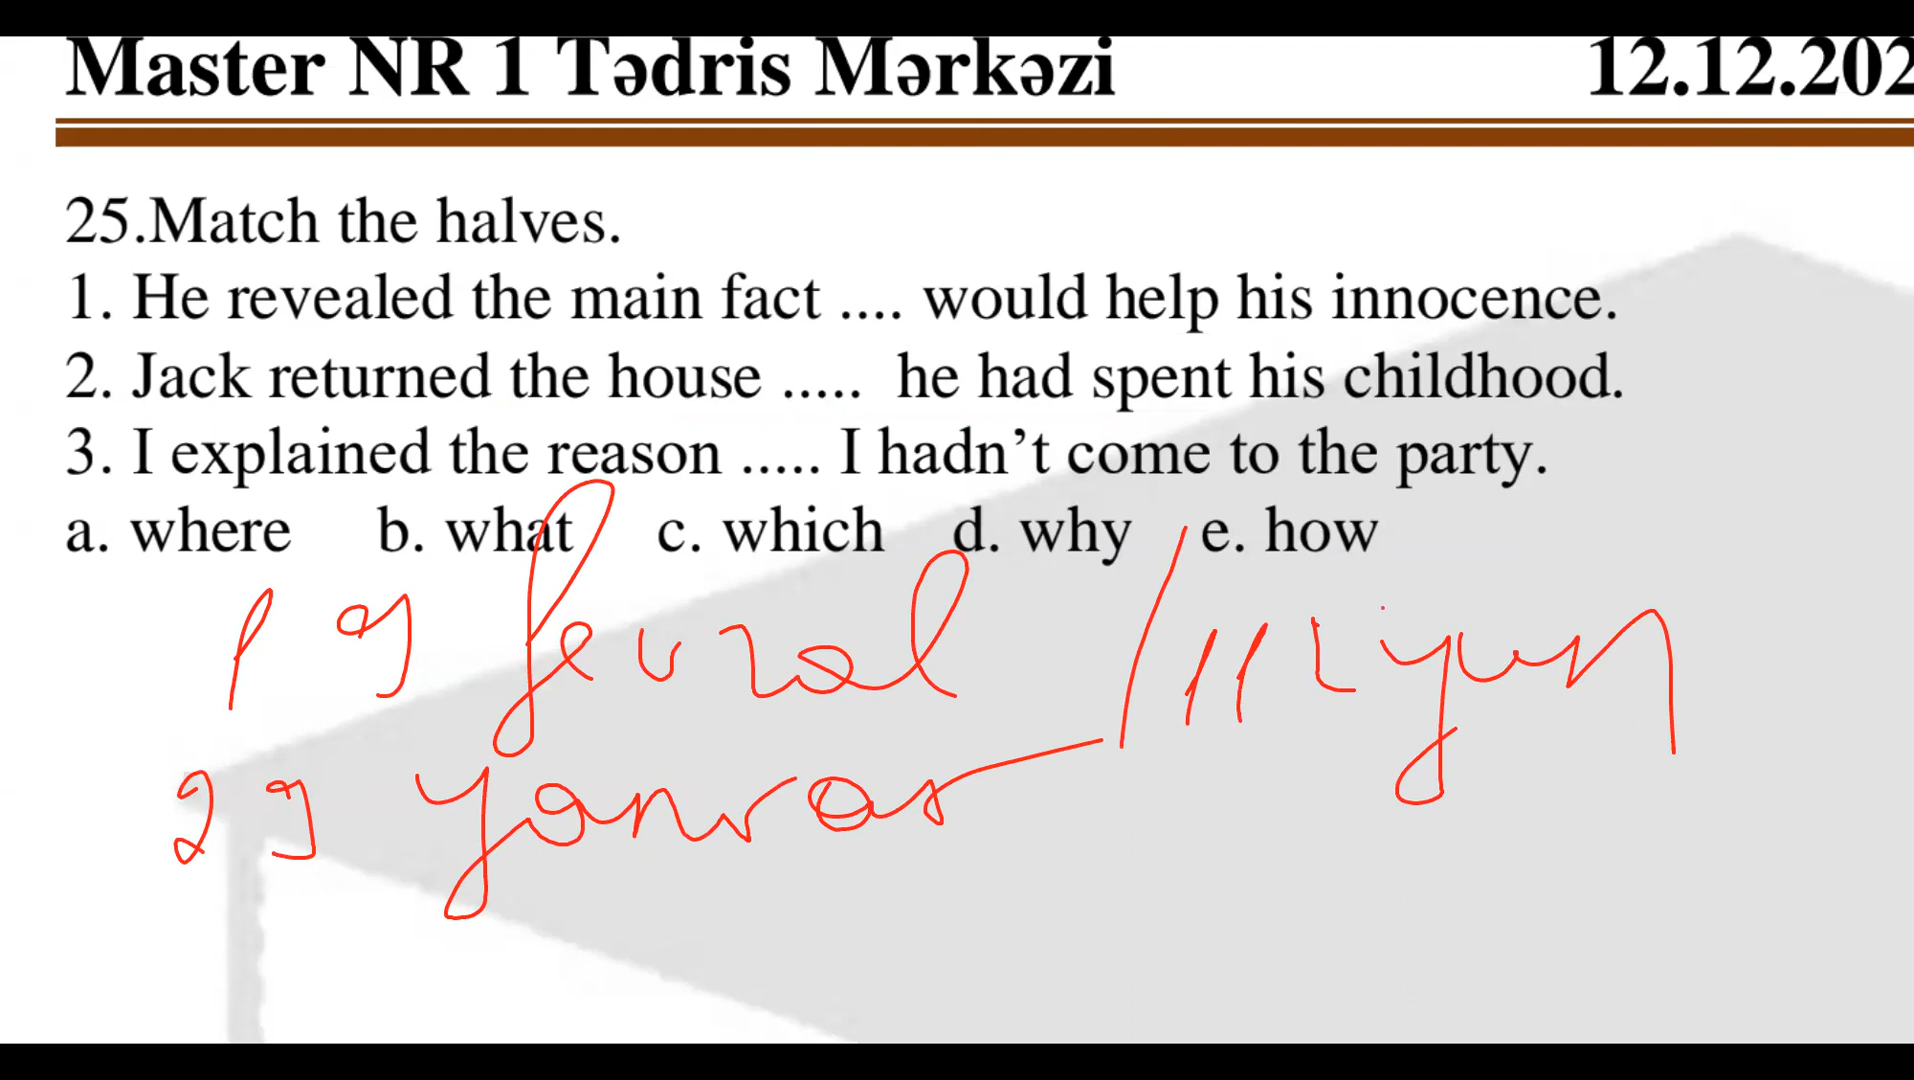 Master NR 1 Tədris Mərkəzi 12.12.202
25.Match the halves.
1. He revealed the main fact .... would help his innocence.
2. Jack returned the house ..... he had spent his childhood.
3. I explained the reason ..... I hadn’t come to the party.
a. where b. what c. which d. why e. how
1 g fevral / 11 iyun
2 g yanvar